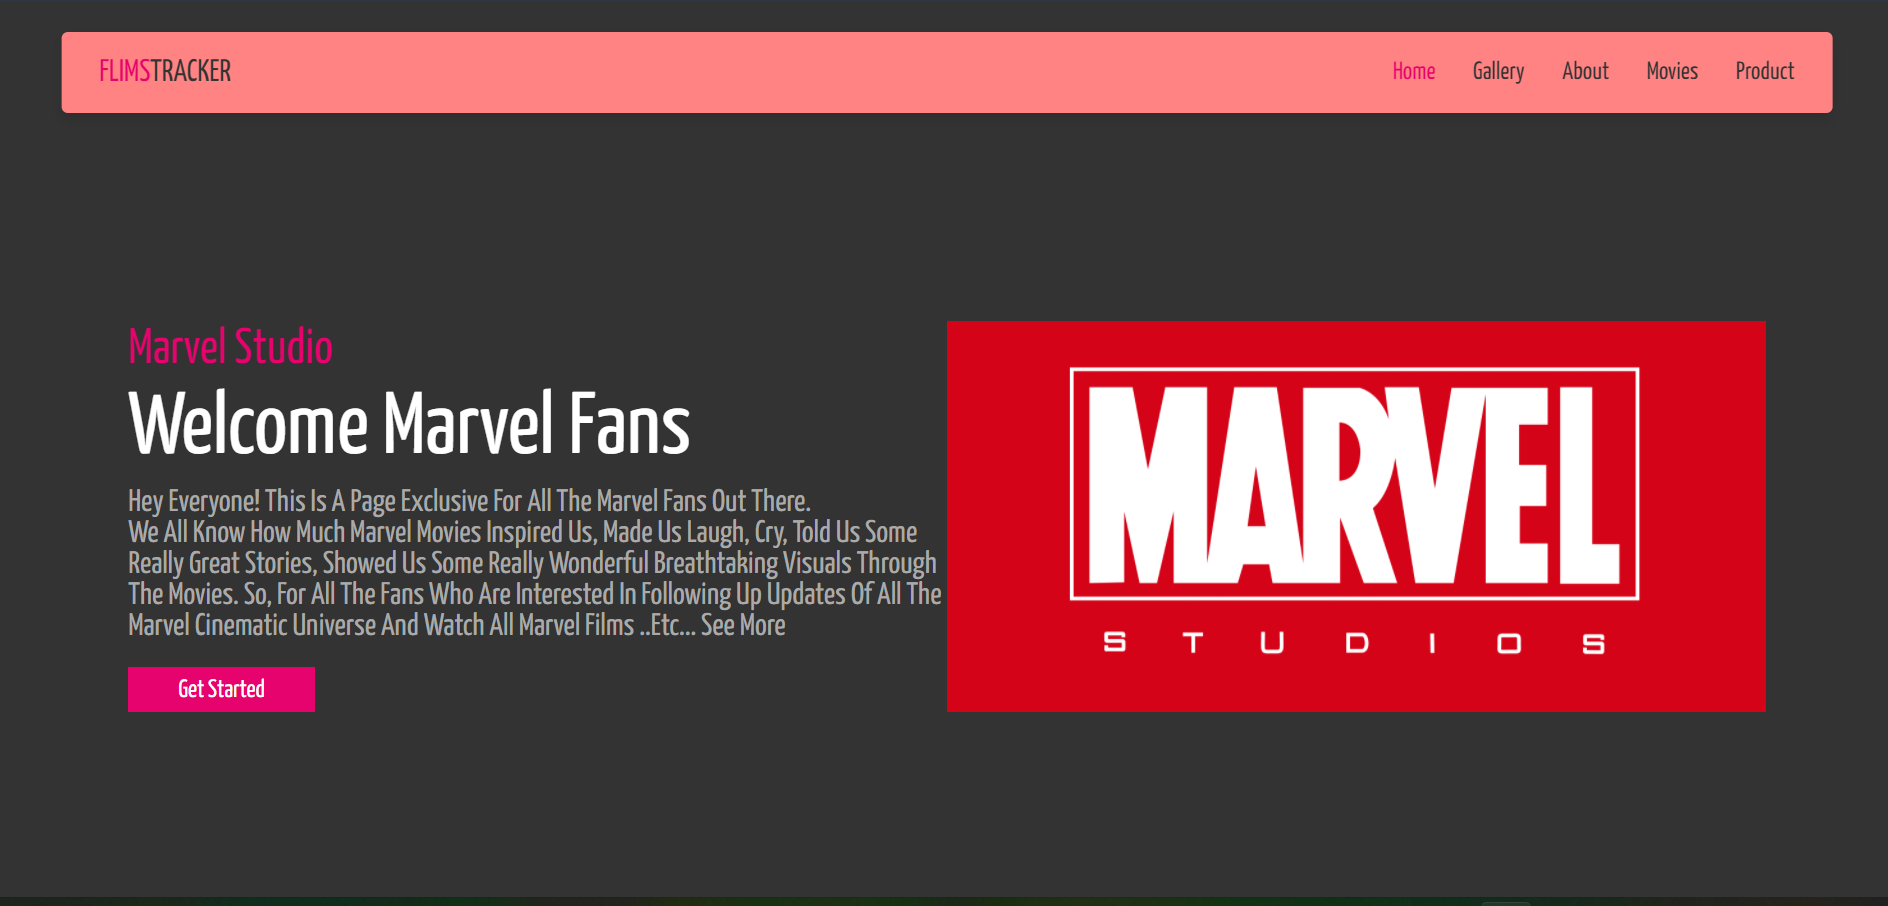 FLIMSTRACKER
Home Gallery About Movies Product
Marvel Studio
Welcome Marvel Fans
Hey Everyone! This Is A Page Exclusive For All The Marvel Fans Out There.
We All Know How Much Marvel Movies Inspired Us, Made Us Laugh, Cry, Told Us Some
Really Great Stories, Showed Us Some Really Wonderful Breathtaking Visuals Through
The Movies. So, For All The Fans Who Are Interested In Following Up Updates Of All The
Marvel Cinematic Universe And Watch All Marvel Films ..Etc... See More
Get Started
MARVEL
STUDIOS